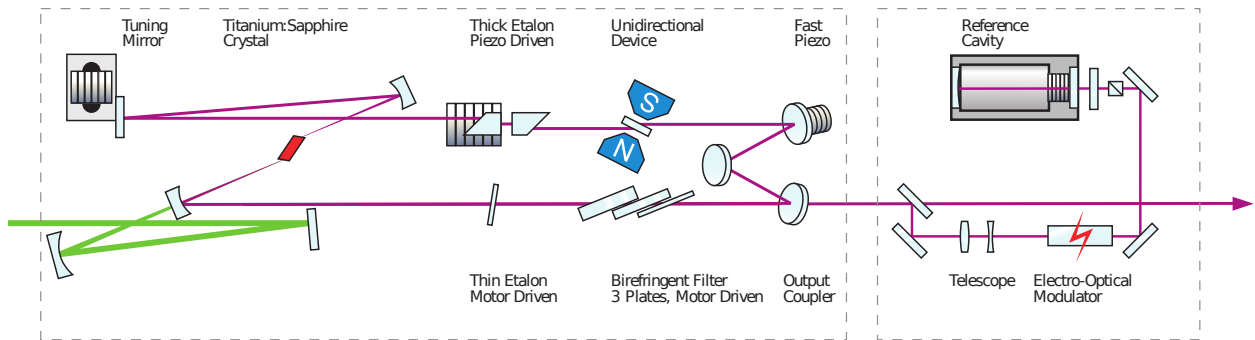 Tuning
Mirror
Titanium:Sapphire
Crystal
Thick Etalon
Piezo Driven
Unidirectional
Device
Fast
Piezo
Reference
Cavity
S
N
Thin Etalon
Motor Driven
Birefringent Filter
3 Plates, Motor Driven
Output
Coupler
Telescope
Electro-Optical
Modulator